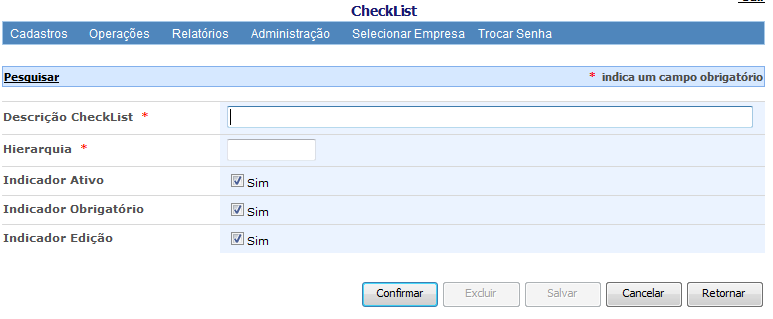 CheckList
Cadastros Operações Relatórios Administração Selecionar Empresa Trocar Senha
Pesquisar * indica um campo obrigatório
Descrição CheckList *
Hierarquia *
Indicador Ativo Sim
Indicador Obrigatório Sim
Indicador Edição Sim
Confirmar Excluir Salvar Cancelar Retornar